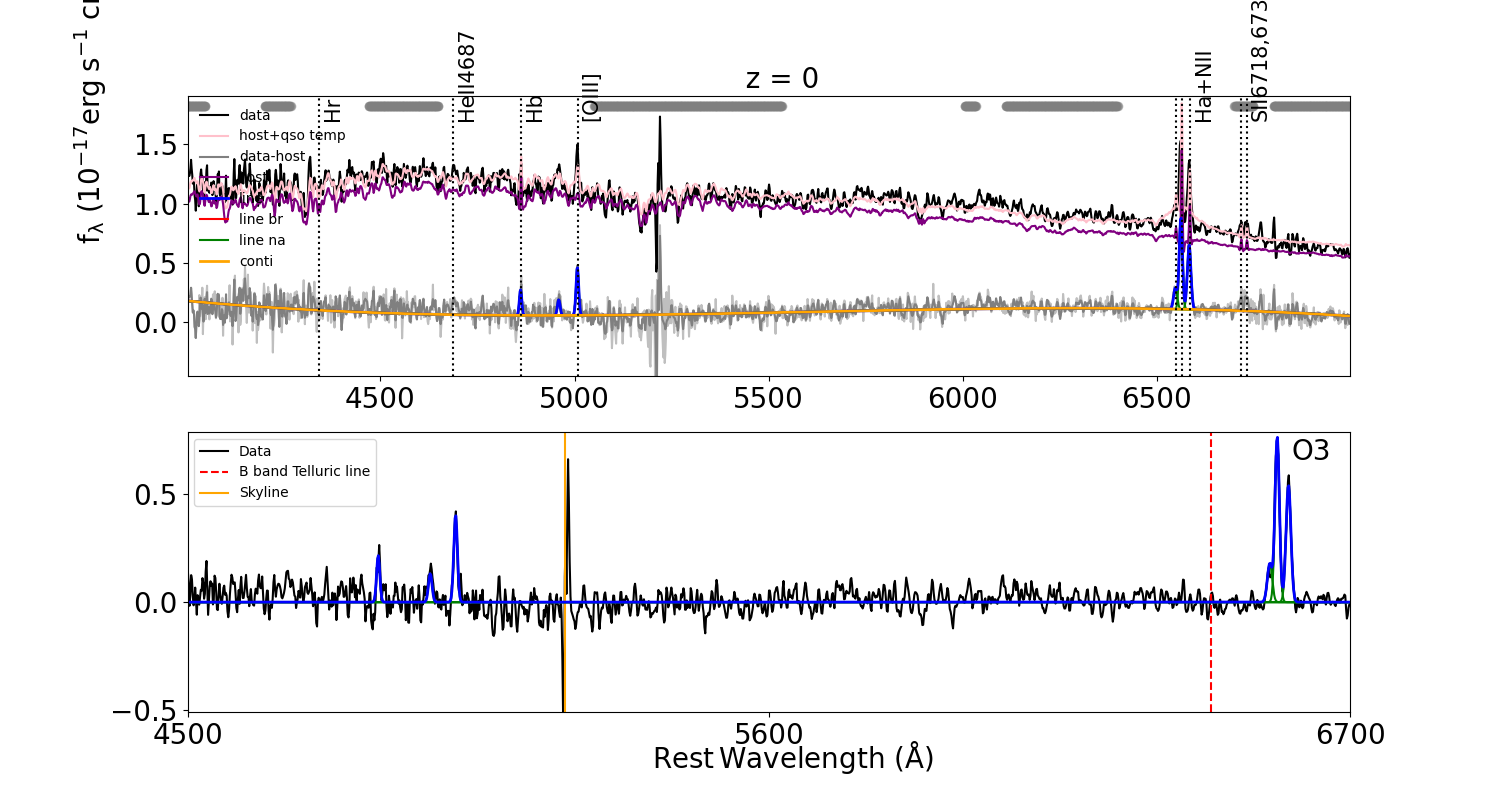 z = 0
f_λ (10^−17 erg s^−1
Hr
HeII4687
Hb
[OIII]
Ha+NII
SII6718,673
data
host+qso temp
data-host
line br
line na
conti
1.5
1.0
0.5
0.0
4500 5000 5500 6000 6500
Data
B band Telluric line
Skyline
O3
0.5
0.0
−0.5
4500 5600 6700
Rest Wavelength (Å)